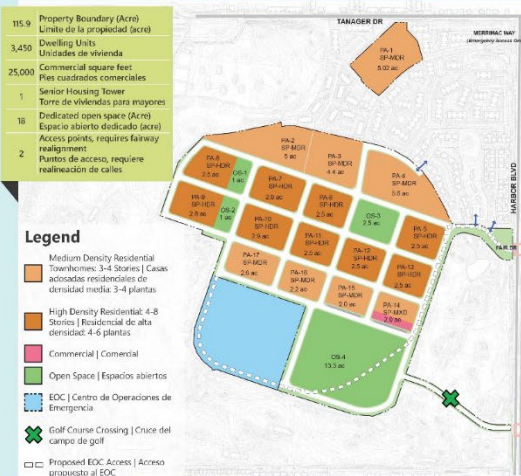 115.9 Property Boundary (Acre)
Límite de la propiedad (acre)
3,450 Dwelling Units
Unidades de vivienda
25,000 Commercial square feet
Pies cuadrados comerciales
1 Senior Housing Tower
Torre de viviendas para mayores
18 Dedicated open space (Acre)
Espacio abierto dedicado (acre)
2 Access points, requires fairway
realignment
Puntos de acceso, requiere
realineación de calles
Legend
Medium Density Residential
Townhomes: 3-4 Stories | Casas
adosadas residenciales de
densidad media: 3-4 plantas
High Density Residential: 4-8
Stories | Residencial de alta
densidad: 4-6 plantas
Commercial | Comercial
Open Space | Espacios abiertos
EOC | Centro de Operaciones de
Emergencia
Golf Course Crossing | Cruce del
campo de golf
Proposed EOC Access | Acceso
propuesto al EOC
TANAGER DR
MERRIMAC WAY
(Emergency Access Only)
HARBOR BLVD
FAIR DR
PA-1
SP-MDR
5.02 ac
PA-2
SP-MDR
5 ac
PA-3
SP-MDR
4.4 ac
PA-4
SP-MDR
PA-6
SP-HDR
2.5 ac
OS-1
1 ac
PA-7
SP-HDR
PA-8
SP-HDR
2.5 ac
OS-3
2.5 ac
PA-5
SP-HDR
2.5 ac
PA-9
SP-HDR
OS-2
1 ac
PA-10
SP-HDR
PA-11
SP-HDR
2.5 ac
PA-12
SP-HDR
2.5 ac
PA-13
SP-HDR
2.5 ac
PA-17
SP-MDR
2.6 ac
PA-16
SP-MDR
2.2 ac
PA-15
SP-MDR
2.0 ac
PA-14
SP-MXD
2.0 ac
OS-4
13.5 ac